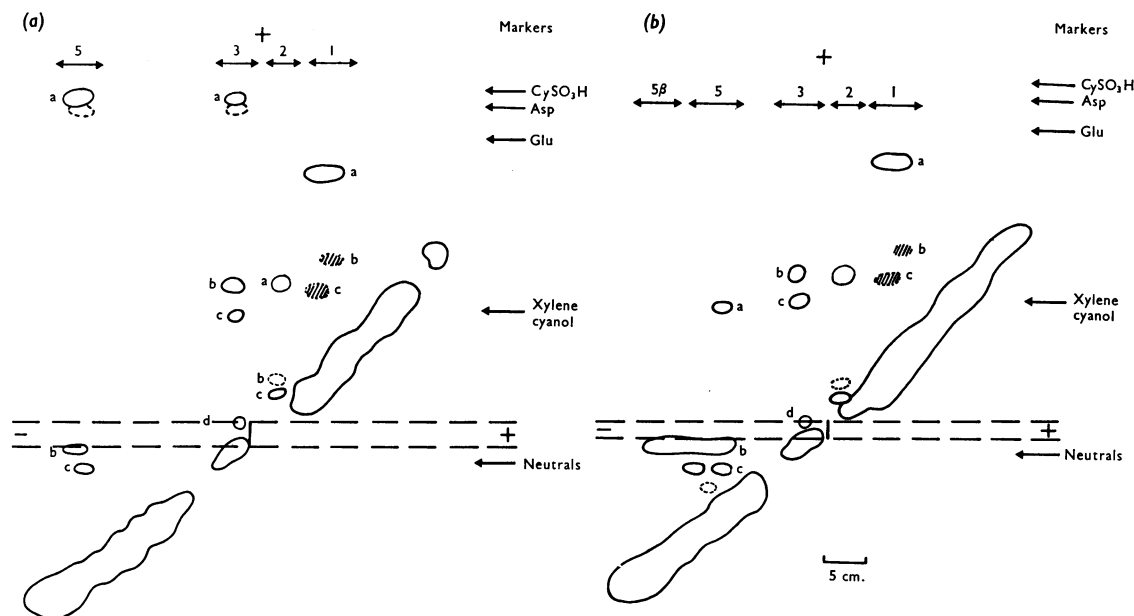 (a)
+
Markers
5
3
2
1
a
a
CySO₃H
Asp
Glu
a
b
b
a
c
c
Xylene
cyanol
b
c
d
−
+
b
c
Neutrals
(b)
+
Markers
5β
5
3
2
1
CySO₃H
Asp
Glu
a
b
b
c
c
a
Xylene
cyanol
d
−
+
b
c
Neutrals
5 cm.